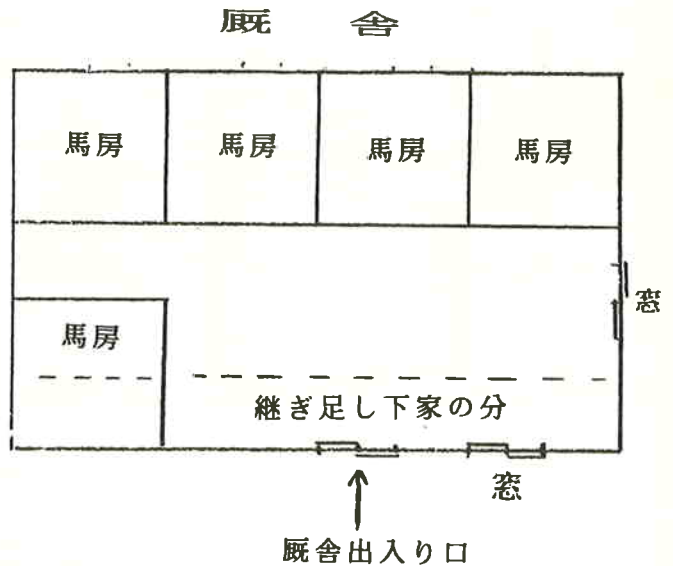 厩舎
馬房 馬房 馬房 馬房
窓
馬房
継ぎ足し下家の分
窓
厩舎出入り口